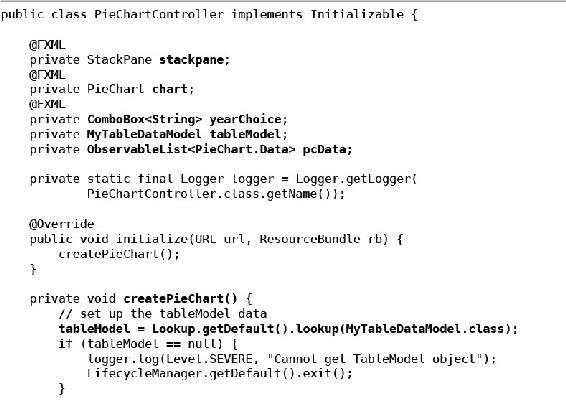 public class PieChartController implements Initializable {
@FXML
private StackPane stackpane;
@FXML
private PieChart chart;
@FXML
private ComboBox<String> yearChoice;
private MyTableDataModel tableModel;
private ObservableList<PieChart.Data> pcData;
private static final Logger logger = Logger.getLogger(
PieChartController.class.getName());
@Override
public void initialize(URL url, ResourceBundle rb) {
createPieChart();
}
private void createPieChart() {
// set up the tableModel data
tableModel = Lookup.getDefault().lookup(MyTableDataModel.class);
if (tableModel == null) {
logger.log(Level.SEVERE, "Cannot get TableModel object");
LifecycleManager.getDefault().exit();
}